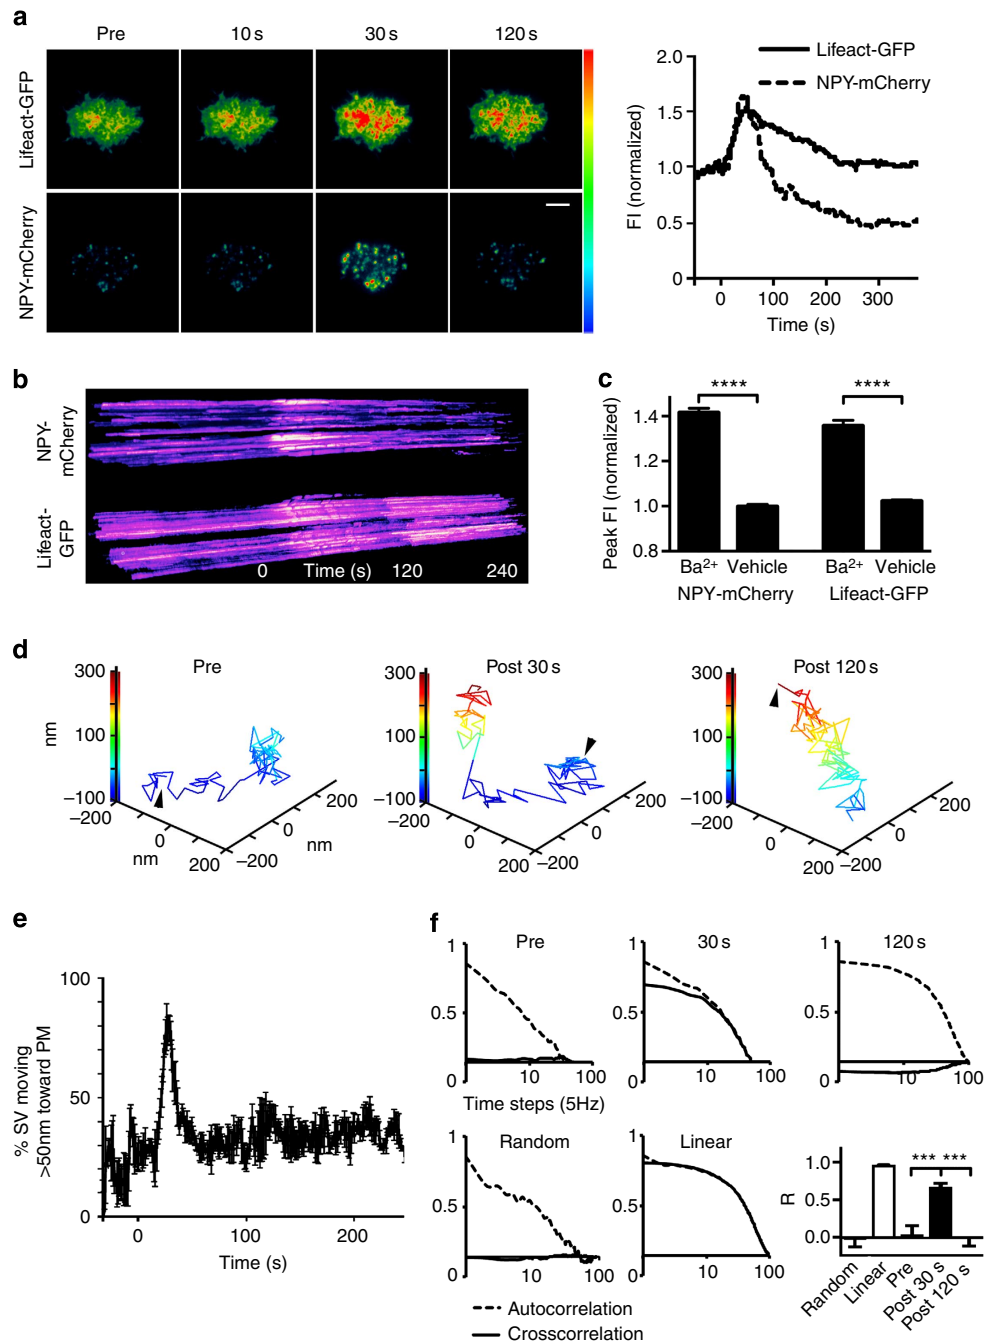 a
Pre 10 s 30 s 120 s
Lifeact-GFP
NPY-mCherry
Lifeact-GFP
NPY-mCherry
2.0
1.5
1.0
0.5
0
FI (normalized)
0 100 200 300
Time (s)
b
NPY-
mCherry
Lifeact-
GFP
0 Time (s) 120 240
c
**** ****
1.4
1.2
1.0
0.8
Peak FI (normalized)
Ba2+ Vehicle Ba2+ Vehicle
NPY-mCherry Lifeact-GFP
d
Pre
300
100
–100
nm
–200
0
200
nm
–200
0
200
nm
Post 30 s
300
100
–100
–200
0
200
–200
0
200
Post 120 s
300
100
–100
–200
0
200
–200
0
200
e
100
50
0
% SV moving
>50nm toward PM
0 100 200
Time (s)
f
Pre
1
0.5
0
10 100
Time steps (5Hz)
30 s
1
0.5
0
10 100
120 s
1
0.5
0
10 100
Random
1
0.5
0
10 100
Linear
1
0.5
0
10 100
*** ***
1.0
0.5
0.0
R
Random
Linear
Pre
Post 30 s
Post 120 s
Autocorrelation
Crosscorrelation